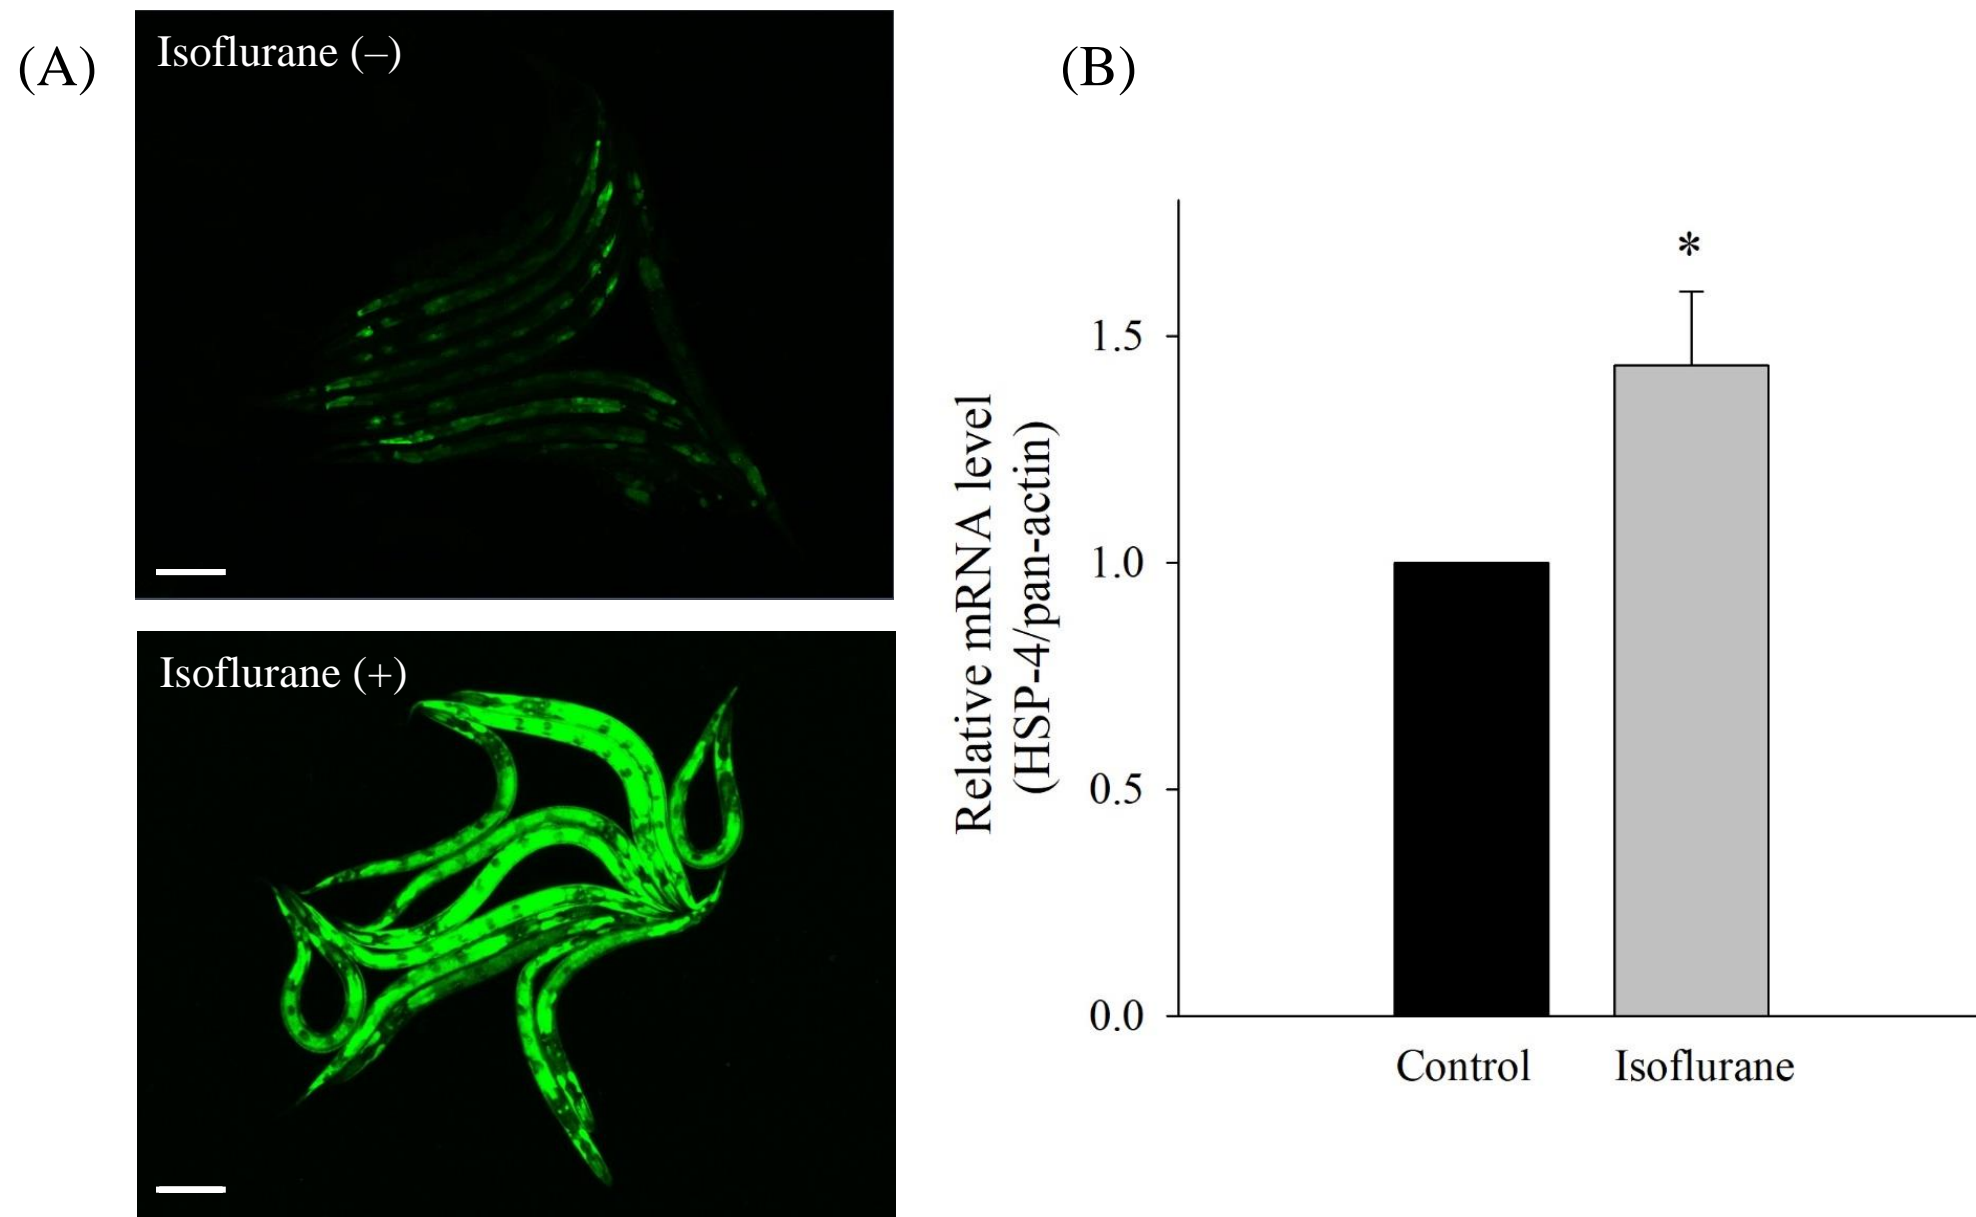 (A)
Isoflurane (–)
Isoflurane (+)
(B)
Relative mRNA level
(HSP-4/pan-actin)
1.5
1.0
0.5
0.0
*
Control
Isoflurane